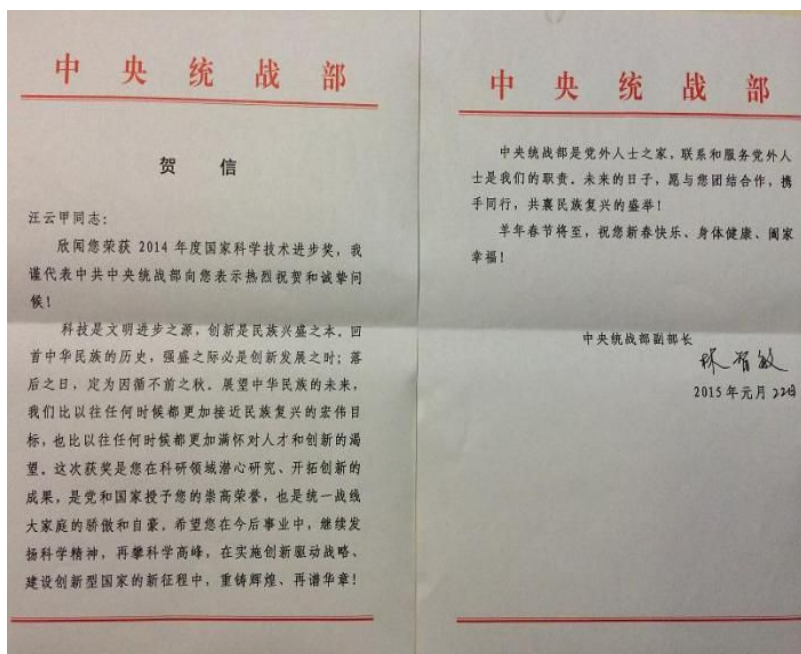 中央统战部
贺 信
汪云甲同志：
欣闻您荣获 2014 年度国家科学技术进步奖，我
谨代表中共中央统战部向您表示热烈祝贺和诚挚问
候！
科技是文明进步之源，创新是民族兴盛之本。回
首中华民族的历史，强盛之际必是创新发展之时；落
后之日，定为因循不前之秋。展望中华民族的未来，
我们比以往任何时候都更加接近民族复兴的宏伟目
标，也比以往任何时候都更加满怀对人才和创新的渴
望。这次获奖是您在科研领域潜心研究、开拓创新的
成果，是党和国家授予您的崇高荣誉，也是统一战线
大家庭的骄傲和自豪，希望您在今后事业中，继续发
扬科学精神，再攀科学高峰，在实施创新驱动战略、
建设创新型国家的新征程中，重铸辉煌、再谱华章！
中央统战部
中央统战部是党外人士之家，联系和服务党外人
士是我们的职责。未来的日子，愿与您团结合作，携
手同行，共襄民族复兴的盛举！
羊年春节将至，祝您新春快乐、身体健康、阖家
幸福！
中央统战部副部长
林智敏
2015 年元月 22日